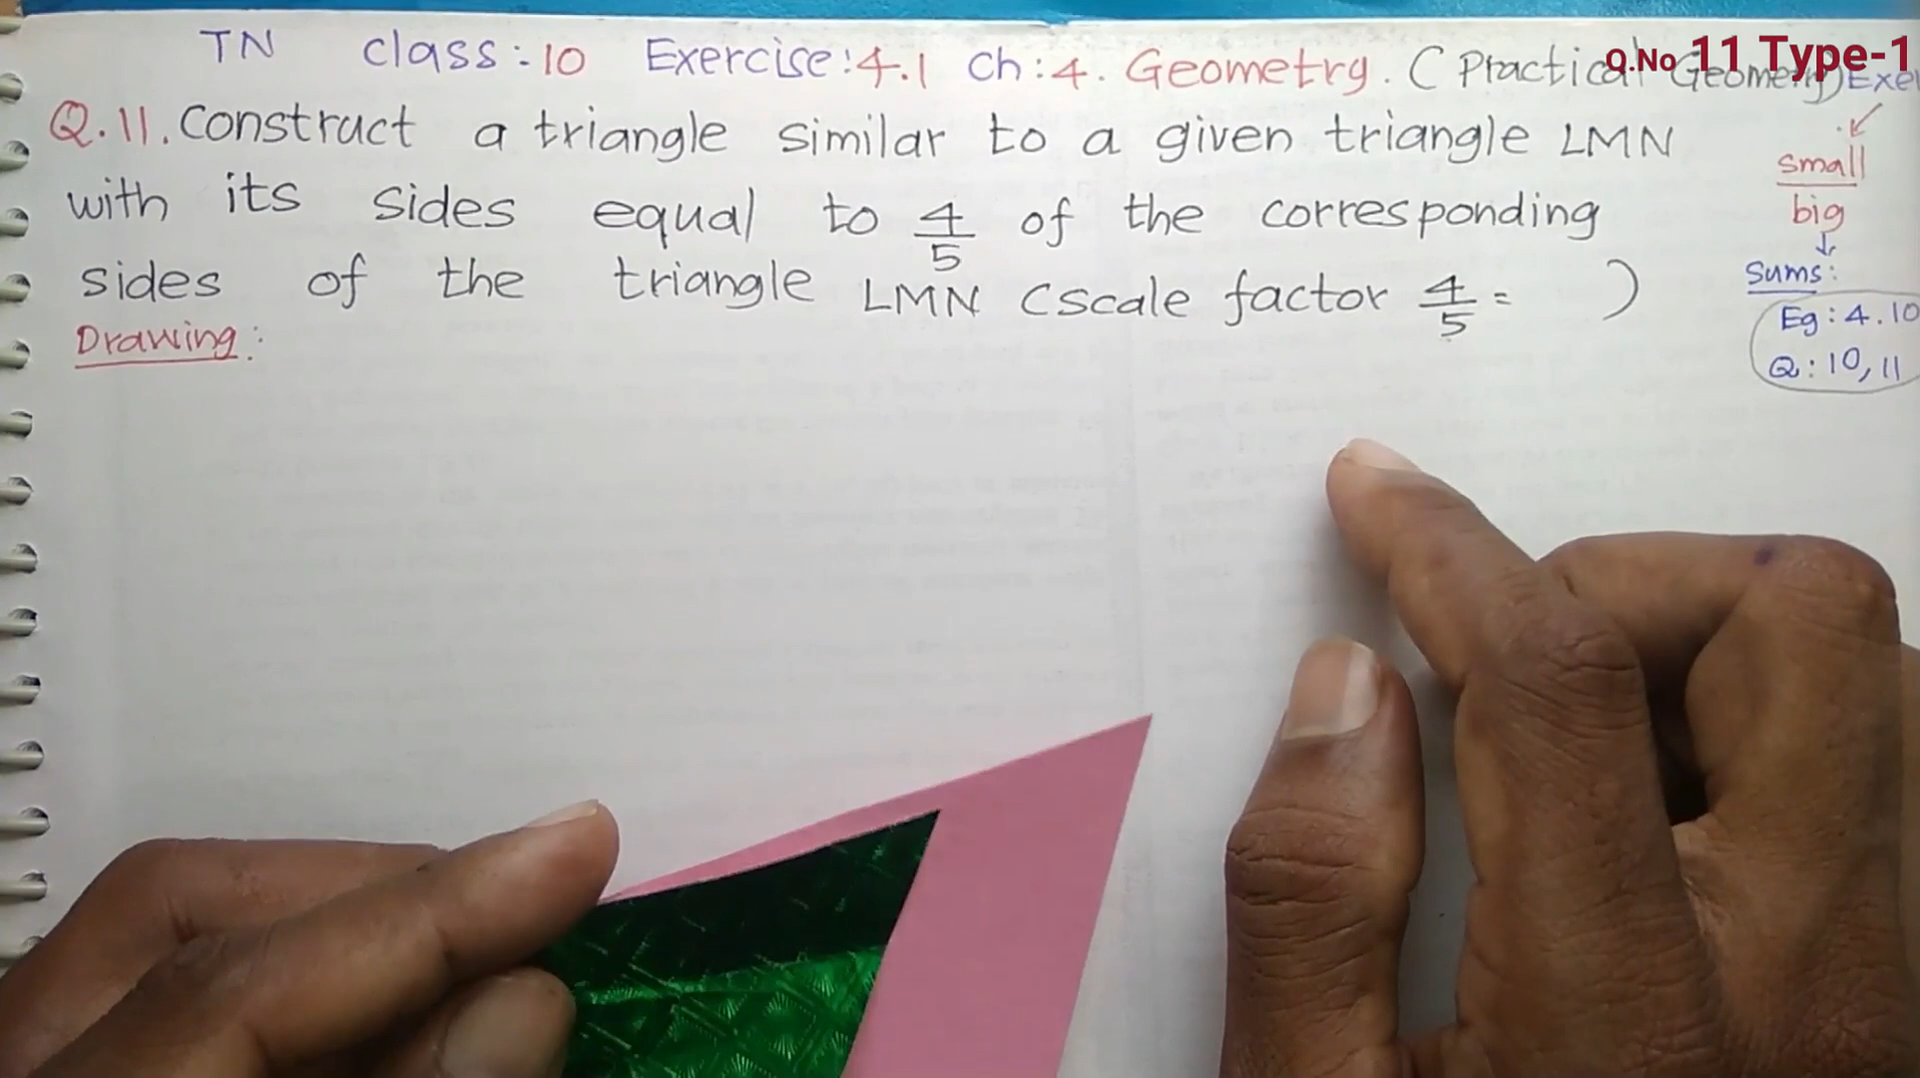 TN class:10 Exercise:4.1 Ch:4. Geometry. (Practical Geometry) Exer
Q.No 11 Type-1
Q.11. Construct a triangle similar to a given triangle LMN
with its sides equal to 4/5 of the corresponding
sides of the triangle LMN (scale factor 4/5 = )
Drawing:
small
big
Sums:
Eg: 4.10
Q: 10, 11